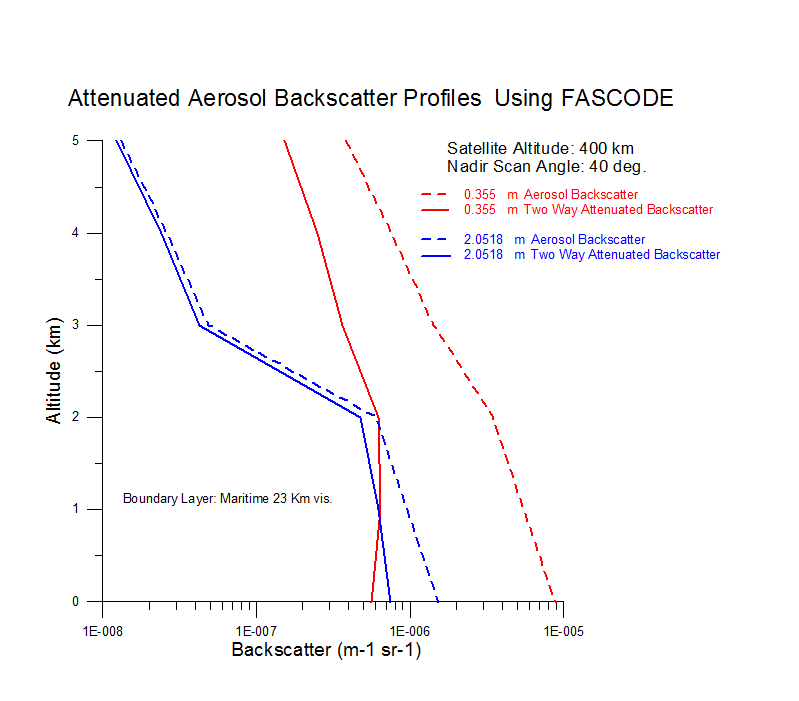 Attenuated Aerosol Backscatter Profiles Using FASCODE
Satellite Altitude: 400 km
Nadir Scan Angle: 40 deg.
0.355 m Aerosol Backscatter
0.355 m Two Way Attenuated Backscatter
2.0518 m Aerosol Backscatter
2.0518 m Two Way Attenuated Backscatter
5
4
3
2
1
0
Altitude (km)
Boundary Layer: Maritime 23 Km vis.
1E-008 1E-007 1E-006 1E-005
Backscatter (m-1 sr-1)